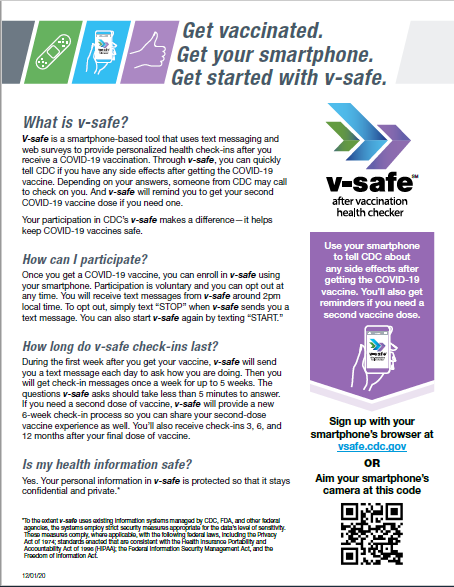 Get vaccinated.
Get your smartphone.
Get started with v-safe.
What is v-safe?
V-safe is a smartphone-based tool that uses text messaging and
web surveys to provide personalized health check-ins after you
receive a COVID-19 vaccination. Through v-safe, you can quickly
tell CDC if you have any side effects after getting the COVID-19
vaccine. Depending on your answers, someone from CDC may call
to check on you. And v-safe will remind you to get your second
COVID-19 vaccine dose if you need one.
Your participation in CDC's v-safe makes a difference—it helps
keep COVID-19 vaccines safe.
How can I participate?
Once you get a COVID-19 vaccine, you can enroll in v-safe using
your smartphone. Participation is voluntary and you can opt out at
any time. You will receive text messages from v-safe around 2pm
local time. To opt out, simply text "STOP" when v-safe sends you a
text message. You can also start v-safe again by texting "START."
How long do v-safe check-ins last?
During the first week after you get your vaccine, v-safe will send
you a text message each day to ask how you are doing. Then you
will get check-in messages once a week for up to 5 weeks. The
questions v-safe asks should take less than 5 minutes to answer.
If you need a second dose of vaccine, v-safe will provide a new
6-week check-in process so you can share your second-dose
vaccine experience as well. You'll also receive check-ins 3, 6, and
12 months after your final dose of vaccine.
Is my health information safe?
Yes. Your personal information in v-safe is protected so that it stays
confidential and private.*
*To the extent v-safe uses existing information systems managed by CDC, FDA, and other federal
agencies, the systems employ strict security measures appropriate for the data's level of sensitivity.
These measures comply, where applicable, with the following federal laws, including the Privacy
Act of 1974; standards enacted that are consistent with the Health Insurance Portability and
Accountability Act of 1996 (HIPAA); the Federal Information Security Management Act, and the
Freedom of Information Act.
12/01/20
v-safe℠
after vaccination
health checker
Use your smartphone
to tell CDC about
any side effects after
getting the COVID-19
vaccine. You'll also get
reminders if you need a
second vaccine dose.
v-safe
Sign up with your
smartphone's browser at
vsafe.cdc.gov
OR
Aim your smartphone's
camera at this code